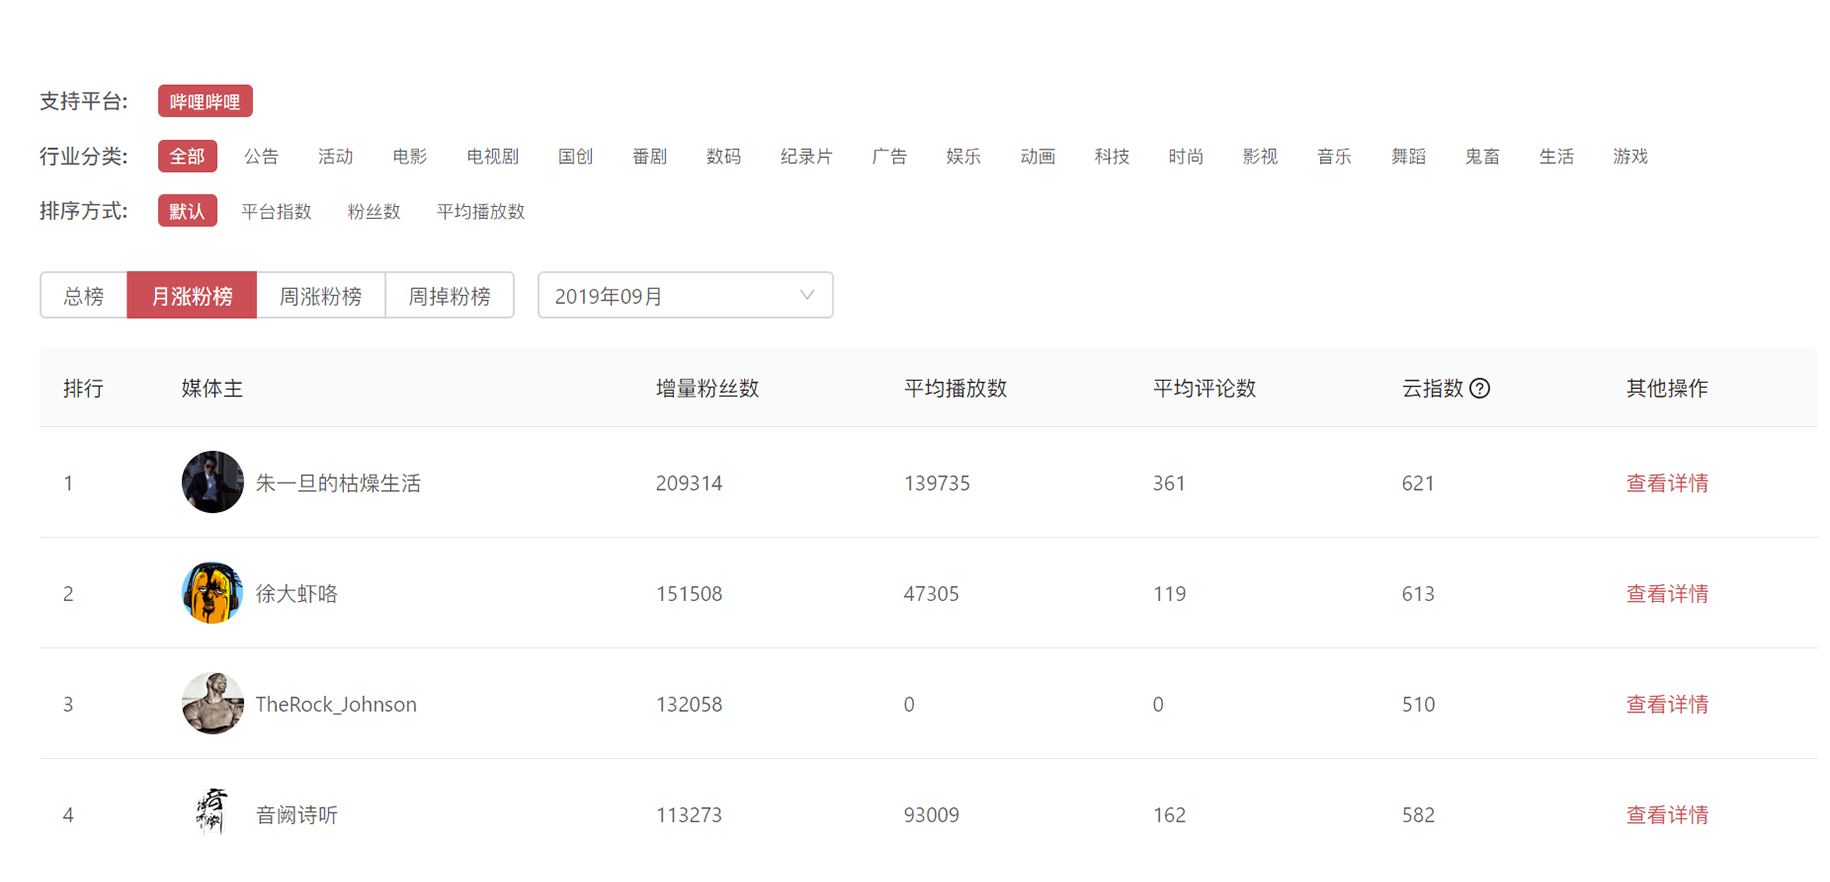 支持平台: 哔哩哔哩
行业分类: 全部 公告 活动 电影 电视剧 国创 番剧 数码 纪录片 广告 娱乐 动画 科技 时尚 影视 音乐 舞蹈 鬼畜 生活 游戏
排序方式: 默认 平台指数 粉丝数 平均播放数
总榜 月涨粉榜 周涨粉榜 周掉粉榜 2019年09月
排行 媒体主 增量粉丝数 平均播放数 平均评论数 云指数 ? 其他操作
1 朱一旦的枯燥生活 209314 139735 361 621 查看详情
2 徐大虾咯 151508 47305 119 613 查看详情
3 TheRock_Johnson 132058 0 0 510 查看详情
4 音阙诗听 113273 93009 162 582 查看详情